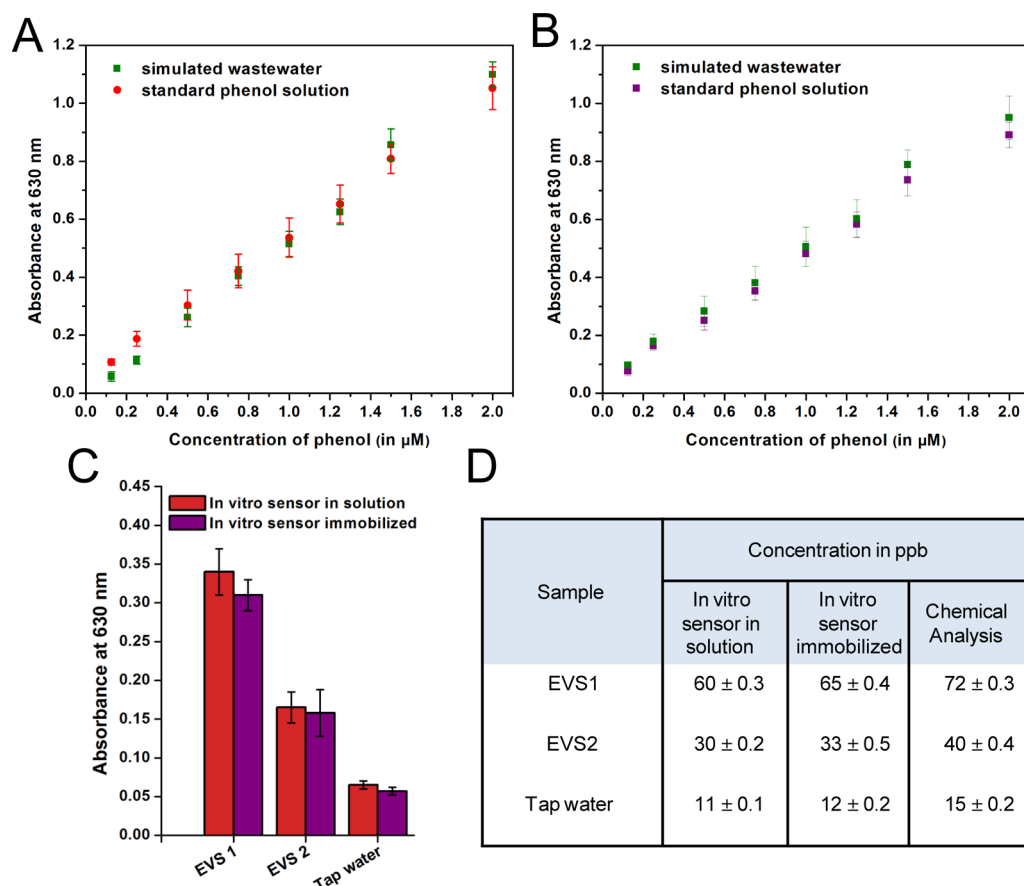 A
1.2
1.0
0.8
0.6
0.4
0.2
0.0
Absorbance at 630 nm
simulated wastewater
standard phenol solution
0.0 0.2 0.4 0.6 0.8 1.0 1.2 1.4 1.6 1.8 2.0
Concentration of phenol (in µM)
B
1.2
1.0
0.8
0.6
0.4
0.2
0.0
Absorbance at 630 nm
simulated wastewater
standard phenol solution
0.0 0.2 0.4 0.6 0.8 1.0 1.2 1.4 1.6 1.8 2.0
Concentration of phenol (in µM)
C
0.45
0.40
0.35
0.30
0.25
0.20
0.15
0.10
0.05
0.00
Absorbance at 630 nm
In vitro sensor in solution
In vitro sensor immobilized
EVS 1
EVS 2
Tap water
D
Sample
Concentration in ppb
In vitro
sensor in
solution
In vitro
sensor
immobilized
Chemical
Analysis
EVS1 60 ± 0.3 65 ± 0.4 72 ± 0.3
EVS2 30 ± 0.2 33 ± 0.5 40 ± 0.4
Tap water 11 ± 0.1 12 ± 0.2 15 ± 0.2